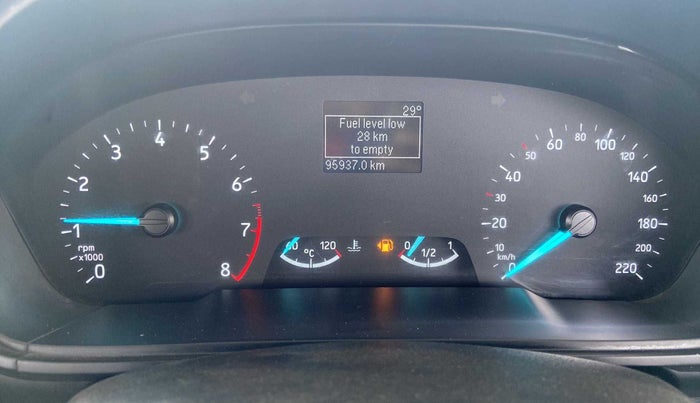 29°
Fuel level low
28 km
to empty
95937.0 km
0 1 2 3 4 5 6 7 8
rpm
x1000
60 120
°C
0 1/2 1
0 10 20 30 40 50 60 80 100 120 140 160 180 200 220
km/h